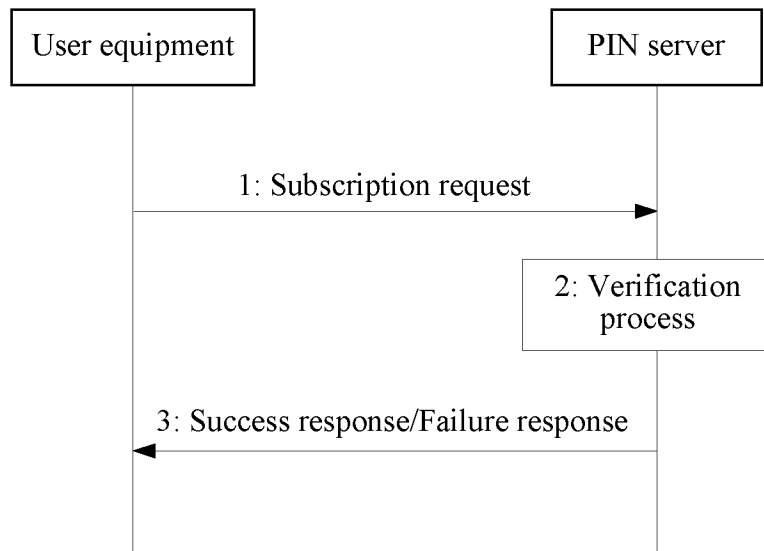 User equipment
PIN server
1: Subscription request
2: Verification
process
3: Success response/Failure response